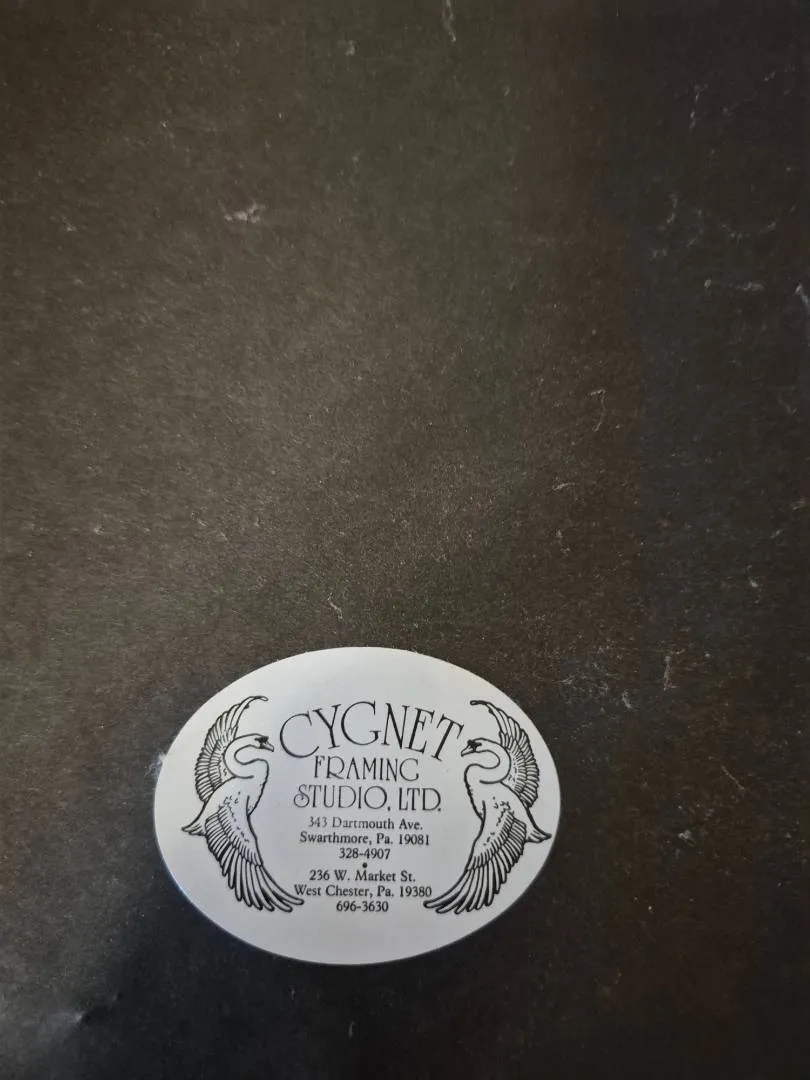 CYGNET
FRAMING
STUDIO, LTD.
343 Dartmouth Ave.
Swarthmore, Pa. 19081
328-4907
•
236 W. Market St.
West Chester, Pa. 19380
696-3630